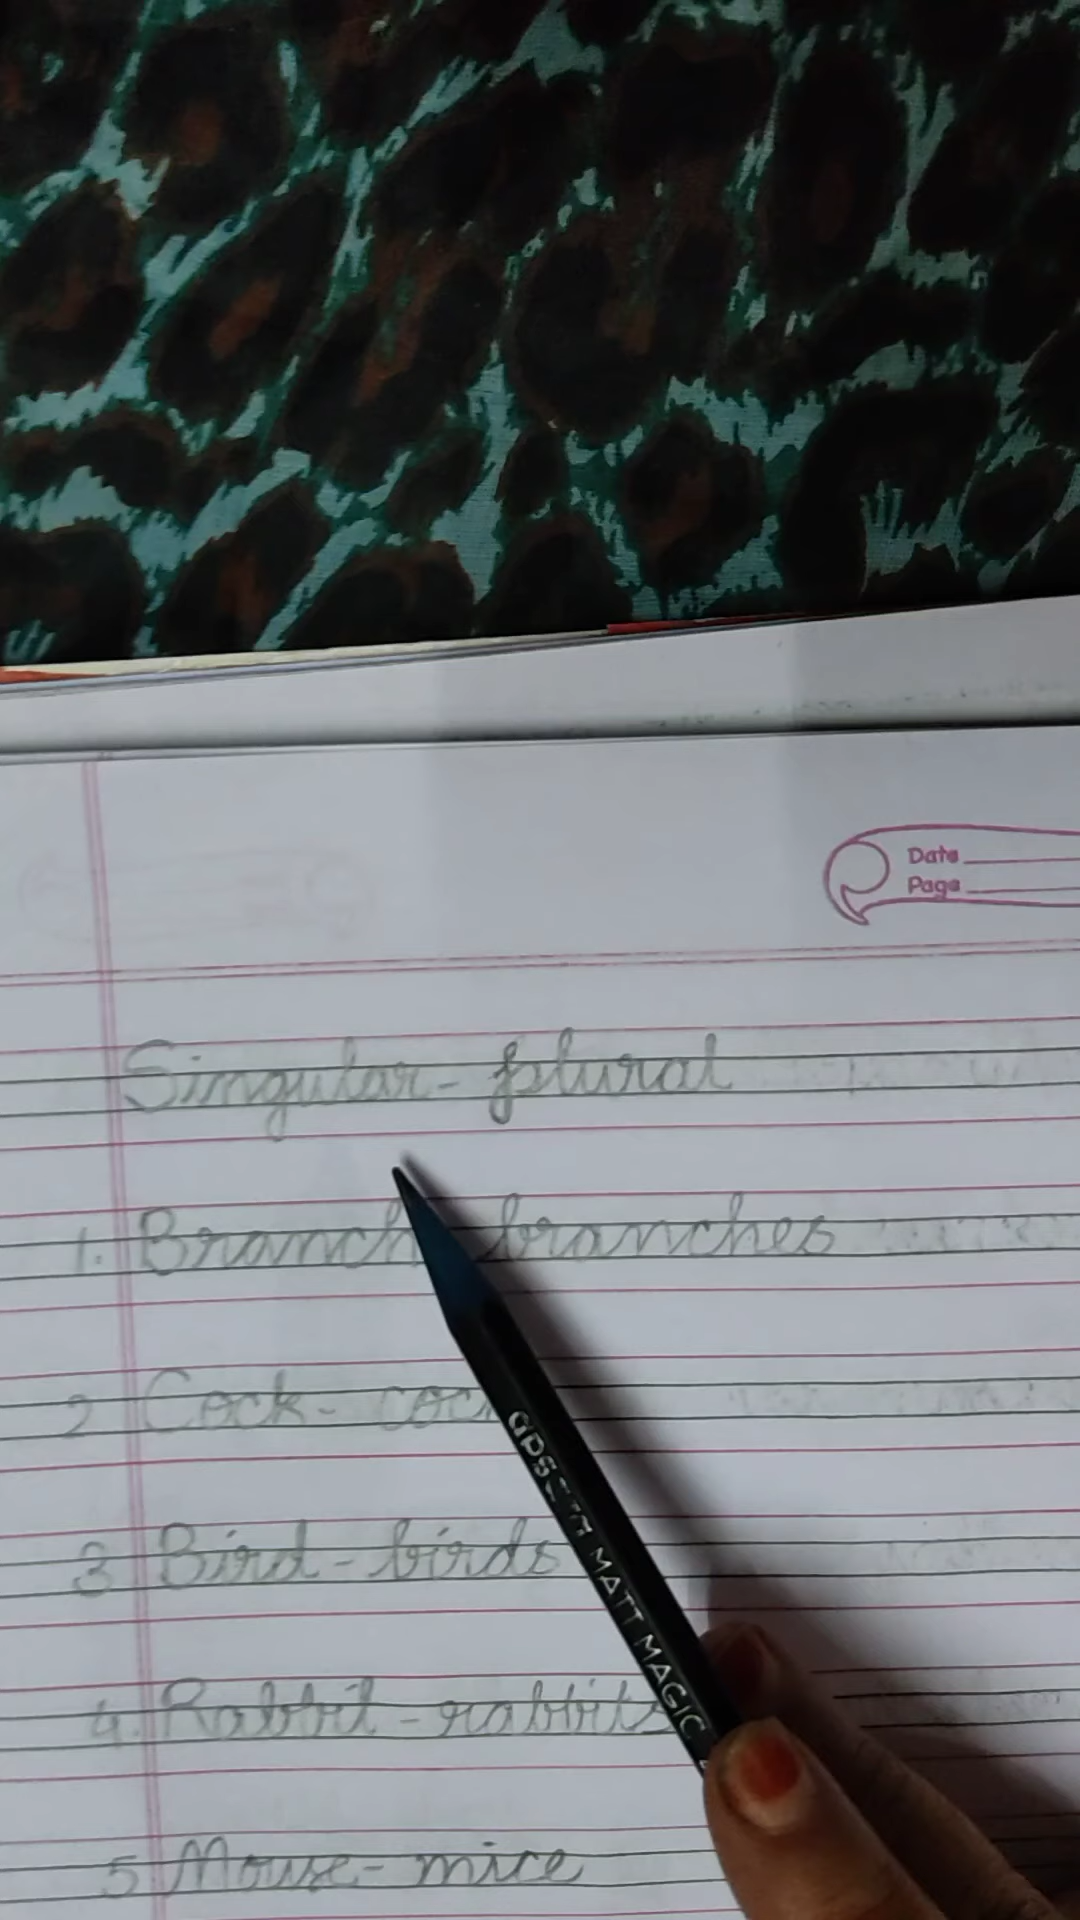 Date
Page
Singular - plural
1. Branch branches
2 Cock -
3 Bird - birds
4. Rabbit - rabbits
5 Mouse - mice
MATT MAGIC